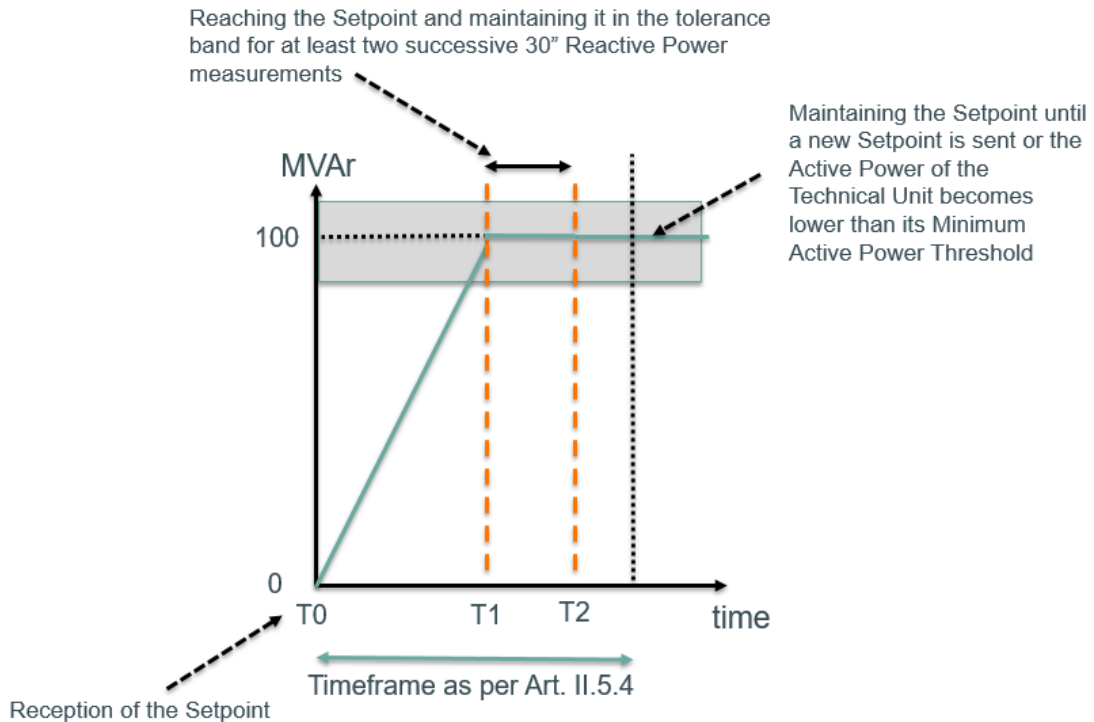 Reaching the Setpoint and maintaining it in the tolerance
band for at least two successive 30” Reactive Power
measurements
Maintaining the Setpoint until
a new Setpoint is sent or the
Active Power of the
Technical Unit becomes
lower than its Minimum
Active Power Threshold
MVAr
100
0
T0
T1
T2
time
Timeframe as per Art. II.5.4
Reception of the Setpoint